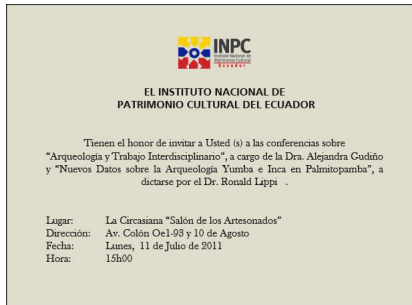 INPC
Instituto Nacional de
Patrimonio Cultural
Ecuador
EL INSTITUTO NACIONAL DE
PATRIMONIO CULTURAL DEL ECUADOR
Tienen el honor de invitar a Usted (s) a las conferencias sobre
“Arqueología y Trabajo Interdisciplinario”, a cargo de la Dra. Alejandra Gudiño
y “Nuevos Datos sobre la Arqueología Yumba e Inca en Palmitopamba”, a
dictarse por el Dr. Ronald Lippi .
Lugar: La Circasiana “Salón de los Artesonados”
Dirección: Av. Colón Oe1-93 y 10 de Agosto
Fecha: Lunes, 11 de Julio de 2011
Hora: 15h00